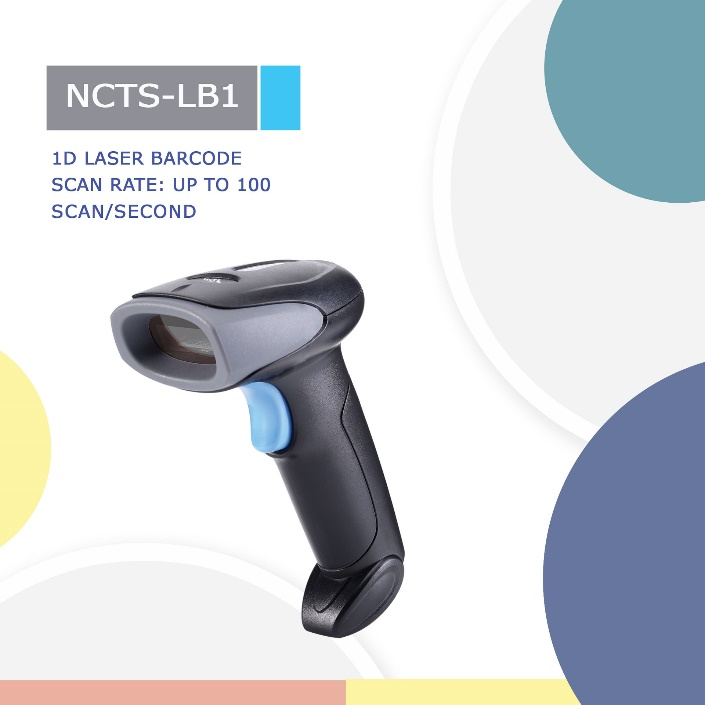 NCTS-LB1
1D LASER BARCODE
SCAN RATE: UP TO 100
SCAN/SECOND